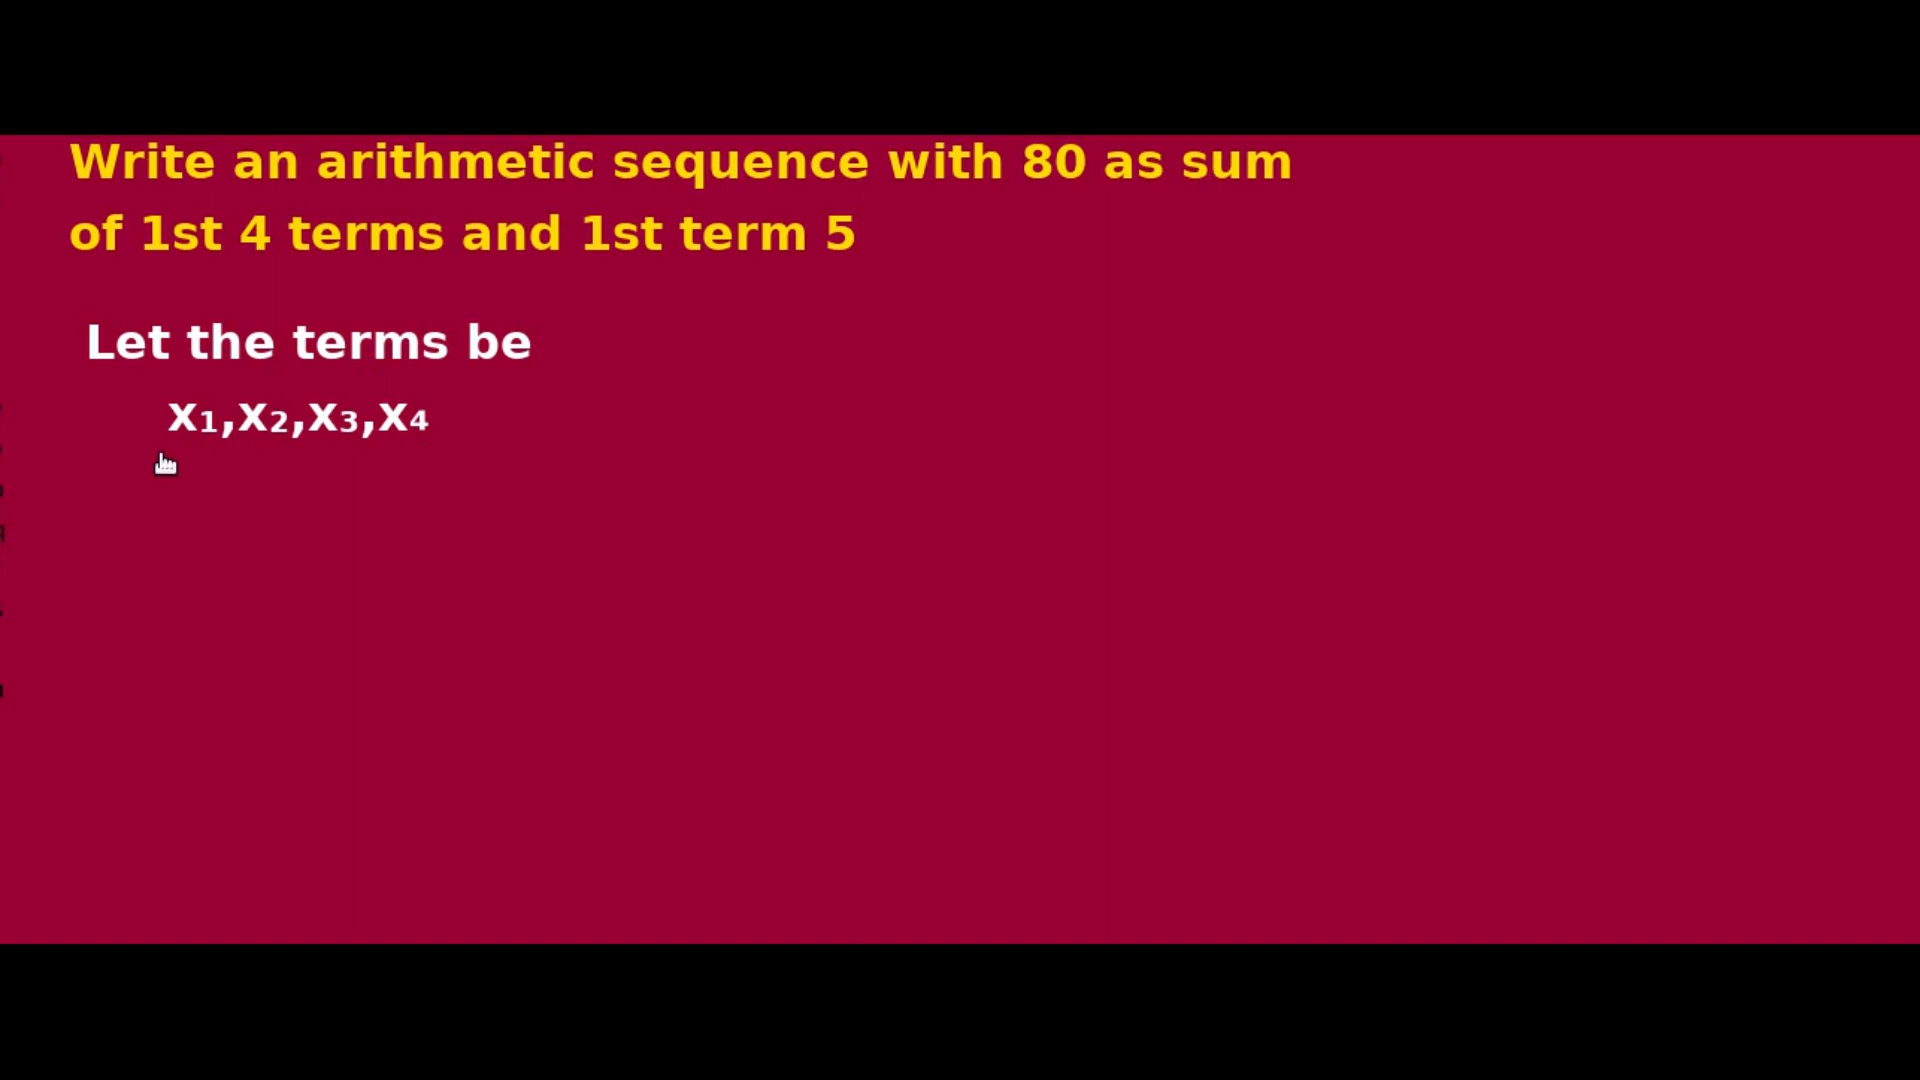 Write an arithmetic sequence with 80 as sum
of 1st 4 terms and 1st term 5
Let the terms be
x₁,x₂,x₃,x₄